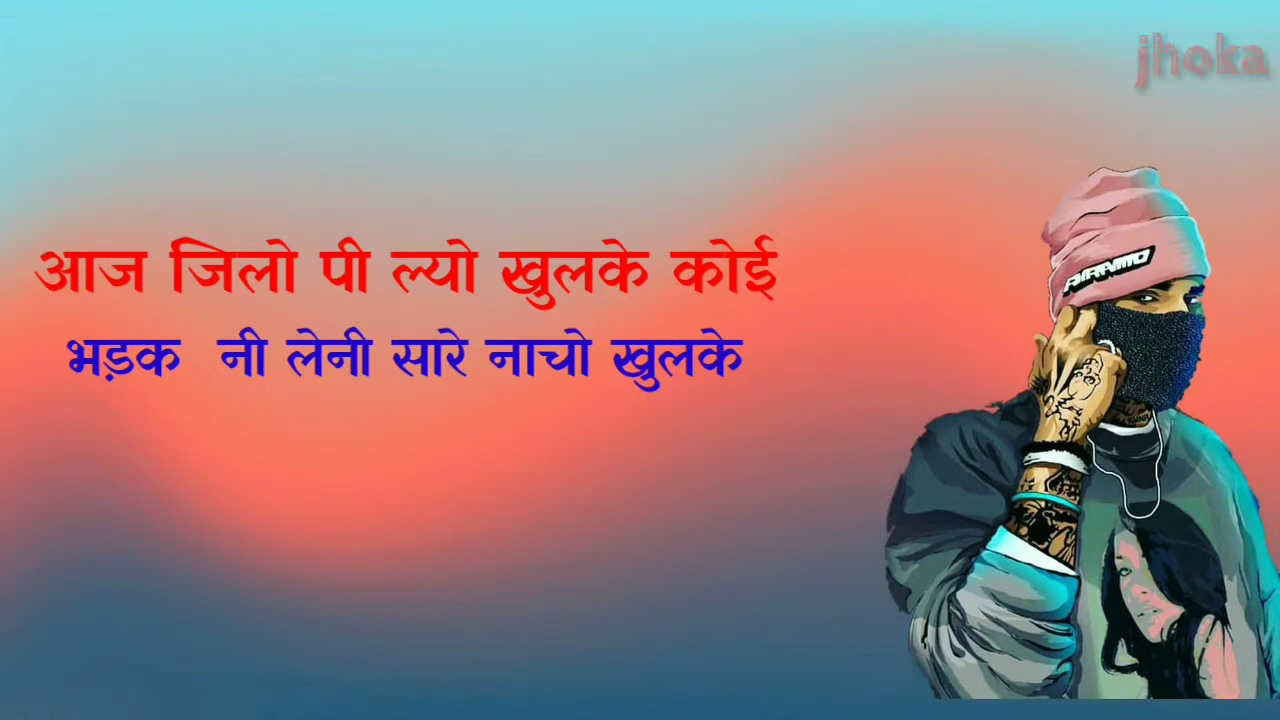 jhoka
आज जिलो पी ल्यो खुलके कोई
भड़क नी लेनी सारे नाचो खुलके